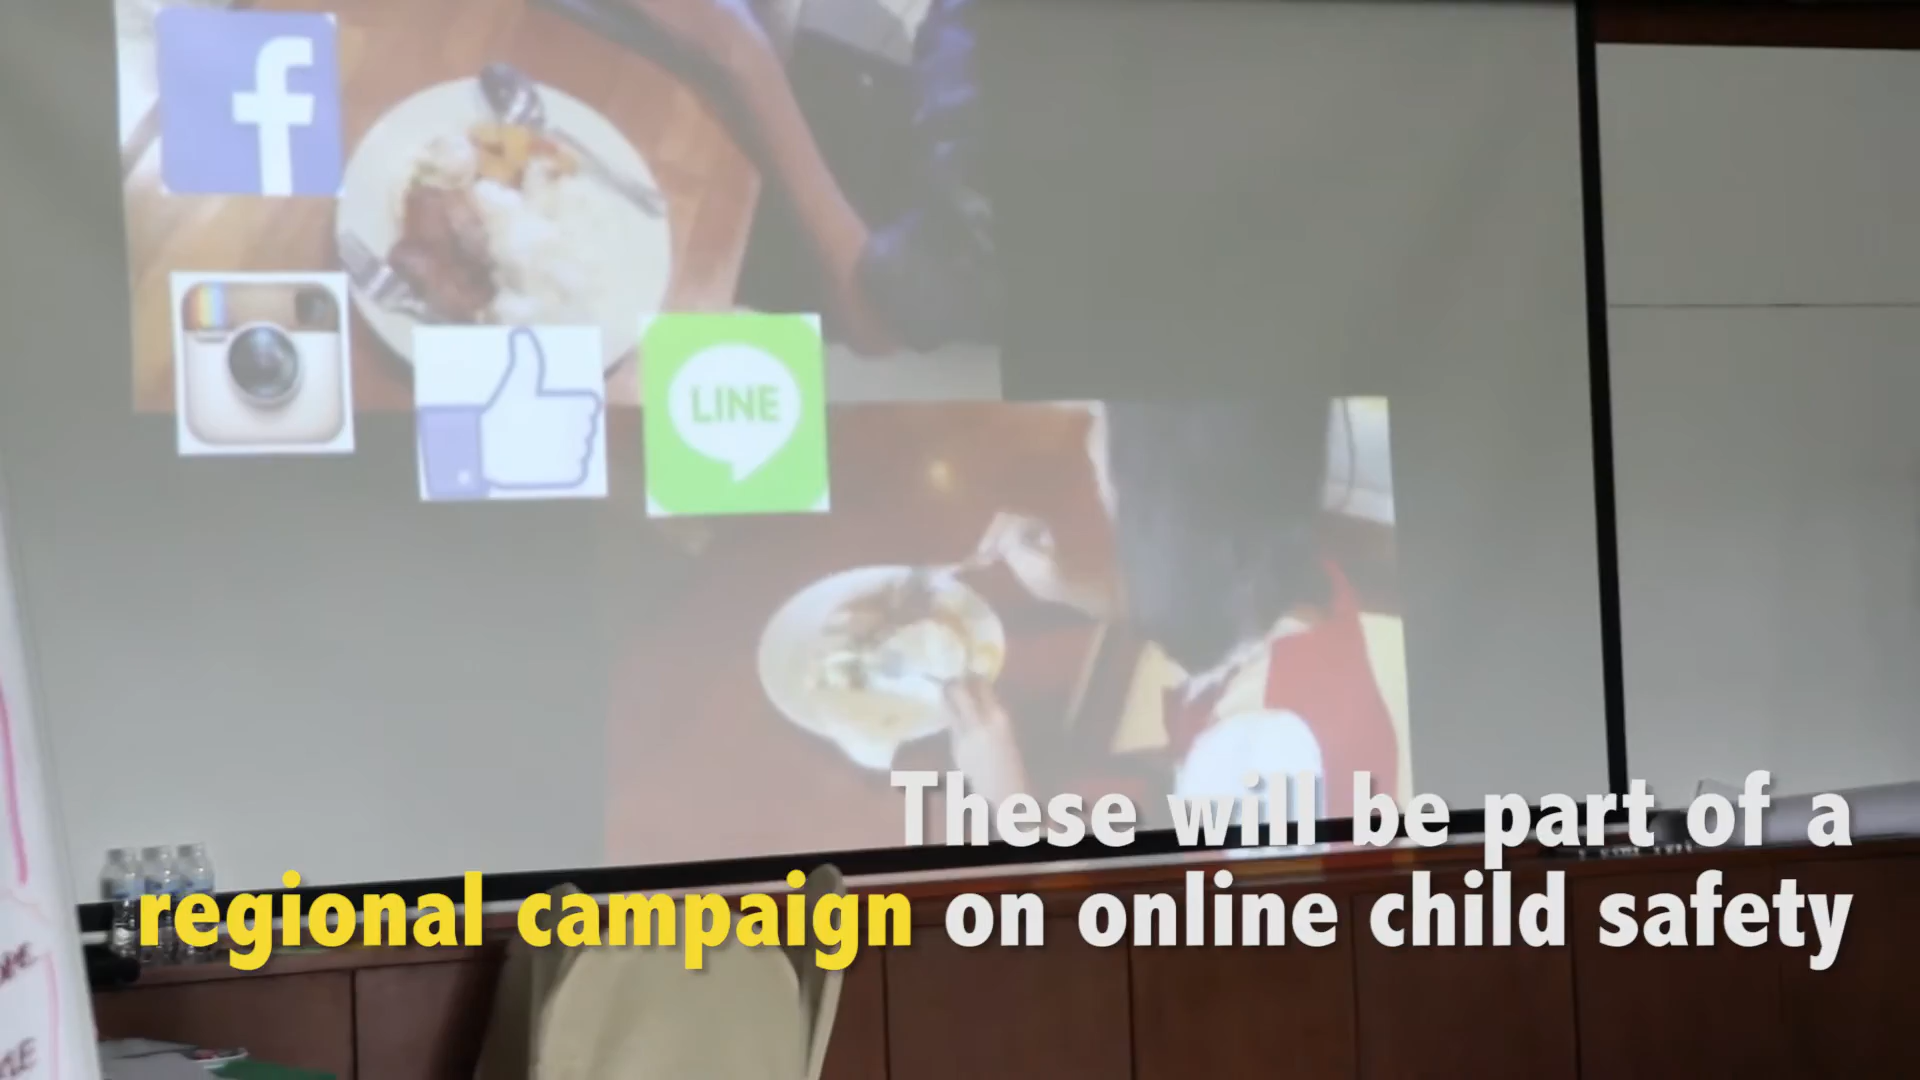 f
LINE
These will be part of a
regional campaign on online child safety